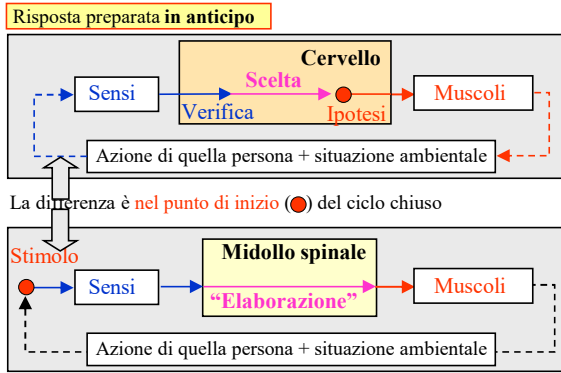 Risposta preparata in anticipo
Cervello
Sensi
Scelta
Muscoli
Verifica
Ipotesi
Azione di quella persona + situazione ambientale
La differenza è nel punto di inizio ( ) del ciclo chiuso
Stimolo
Midollo spinale
Sensi
Muscoli
“Elaborazione”
Azione di quella persona + situazione ambientale